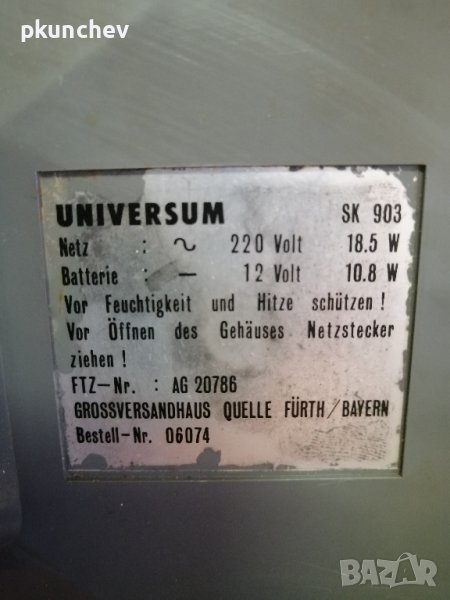 pkunchev
UNIVERSUM SK 903
Netz : ~ 220 Volt 18.5 W
Batterie : — 12 Volt 10.8 W
Vor Feuchtigkeit und Hitze schützen !
Vor Öffnen des Gehäuses Netzstecker
ziehen !
FTZ-Nr. : AG 20786
GROSSVERSANDHAUS QUELLE FÜRTH/BAYERN
Bestell-Nr. 06074
BAZAR